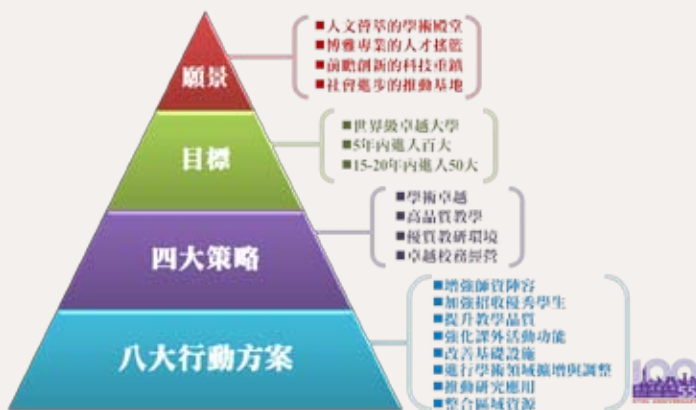 願景
■人文薈萃的學術殿堂
■博雅專業的人才搖籃
■前瞻創新的科技重鎮
■社會進步的推動基地
目標
■世界級卓越大學
■5年內進入百大
■15-20年內進入50大
四大策略
■學術卓越
■高品質教學
■優質教研環境
■卓越校務經營
八大行動方案
■增強師資陣容
■加強招收優秀學生
■提升教學品質
■強化課外活動功能
■改善基礎設施
■進行學術領域擴增與調整
■推動研究應用
■整合區域資源
100